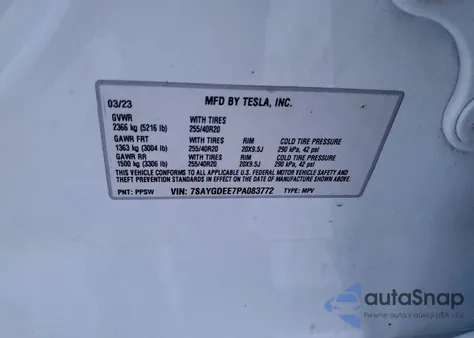 03/23 MFD BY TESLA, INC.
GVWR WITH TIRES
2366 kg (5216 lb) 255/40R20
GAWR FRT WITH TIRES RIM COLD TIRE PRESSURE
1363 kg (3004 lb) 255/40R20 20X9.5J 290 kPa, 42 psi
GAWR RR WITH TIRES RIM COLD TIRE PRESSURE
1500 kg (3306 lb) 255/40R20 20X9.5J 290 kPa, 42 psi
THIS VEHICLE CONFORMS TO ALL APPLICABLE U.S. FEDERAL MOTOR VEHICLE SAFETY AND
THEFT PREVENTION STANDARDS IN EFFECT ON THE DATE OF MANUFACTURE SHOWN ABOVE.
PNT: PPSW VIN: 7SAYGDEE7PA083772 TYPE: MPV
autoSnap